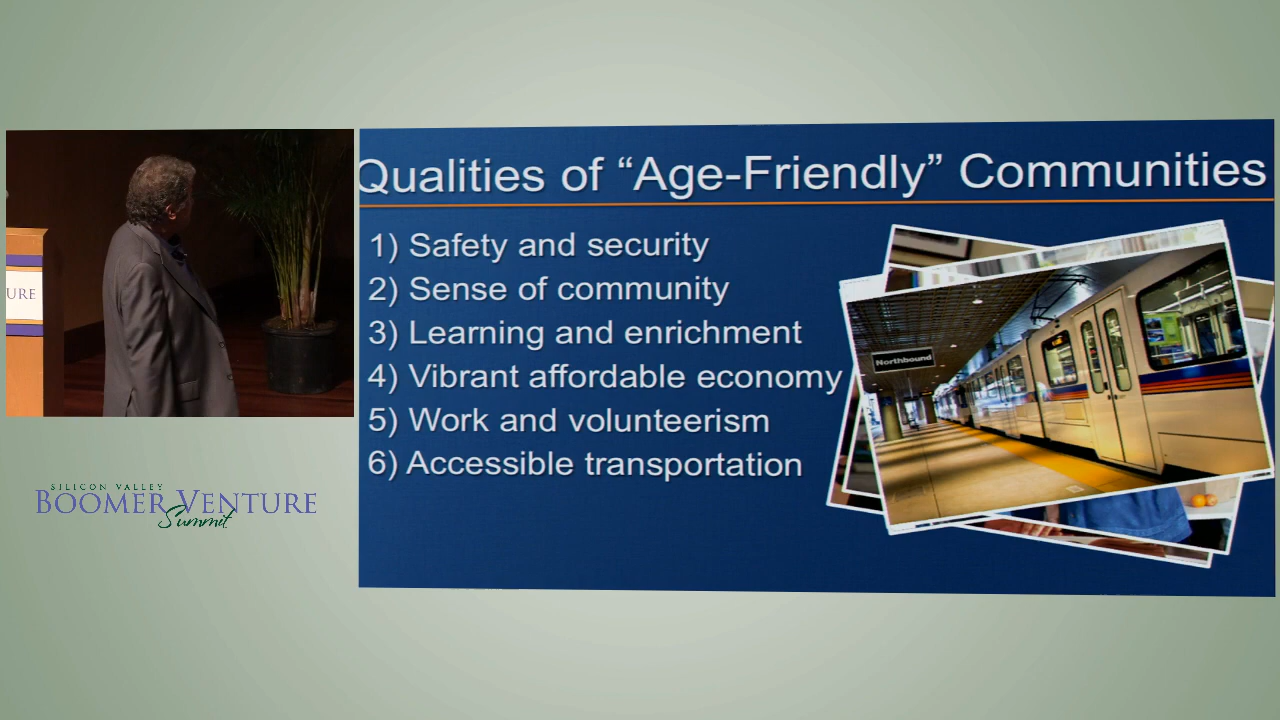 Qualities of “Age-Friendly” Communities
1) Safety and security
2) Sense of community
3) Learning and enrichment
4) Vibrant affordable economy
5) Work and volunteerism
6) Accessible transportation
Northbound
URE
SILICON VALLEY
BOOMER VENTURE
Summit